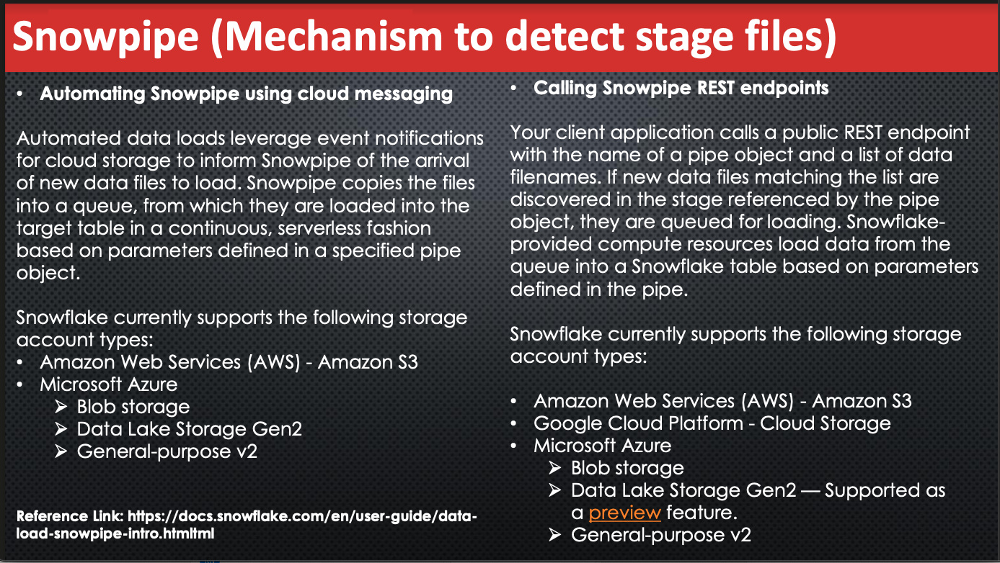 Snowpipe (Mechanism to detect stage files)
• Automating Snowpipe using cloud messaging
Automated data loads leverage event notifications
for cloud storage to inform Snowpipe of the arrival
of new data files to load. Snowpipe copies the files
into a queue, from which they are loaded into the
target table in a continuous, serverless fashion
based on parameters defined in a specified pipe
object.
Snowflake currently supports the following storage
account types:
• Amazon Web Services (AWS) - Amazon S3
• Microsoft Azure
➢ Blob storage
➢ Data Lake Storage Gen2
➢ General-purpose v2
Reference Link: https://docs.snowflake.com/en/user-guide/data-
load-snowpipe-intro.htmltml
• Calling Snowpipe REST endpoints
Your client application calls a public REST endpoint
with the name of a pipe object and a list of data
filenames. If new data files matching the list are
discovered in the stage referenced by the pipe
object, they are queued for loading. Snowflake-
provided compute resources load data from the
queue into a Snowflake table based on parameters
defined in the pipe.
Snowflake currently supports the following storage
account types:
• Amazon Web Services (AWS) - Amazon S3
• Google Cloud Platform - Cloud Storage
• Microsoft Azure
➢ Blob storage
➢ Data Lake Storage Gen2 — Supported as
a preview feature.
➢ General-purpose v2